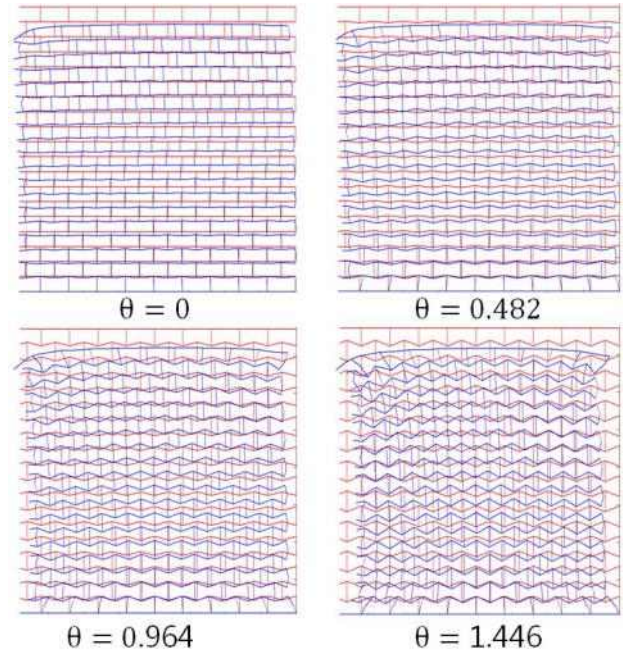 θ = 0
θ = 0.482
θ = 0.964
θ = 1.446